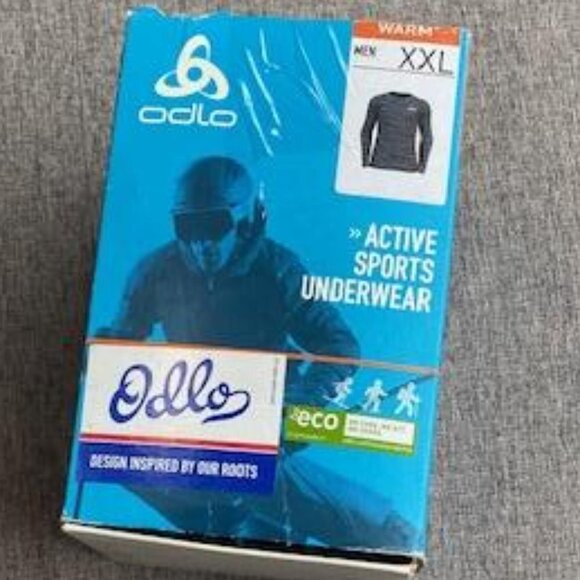 WARM
MEN XXL
odlo
» ACTIVE
SPORTS
UNDERWEAR
Odlo
eco
DESIGN INSPIRED BY OUR ROOTS